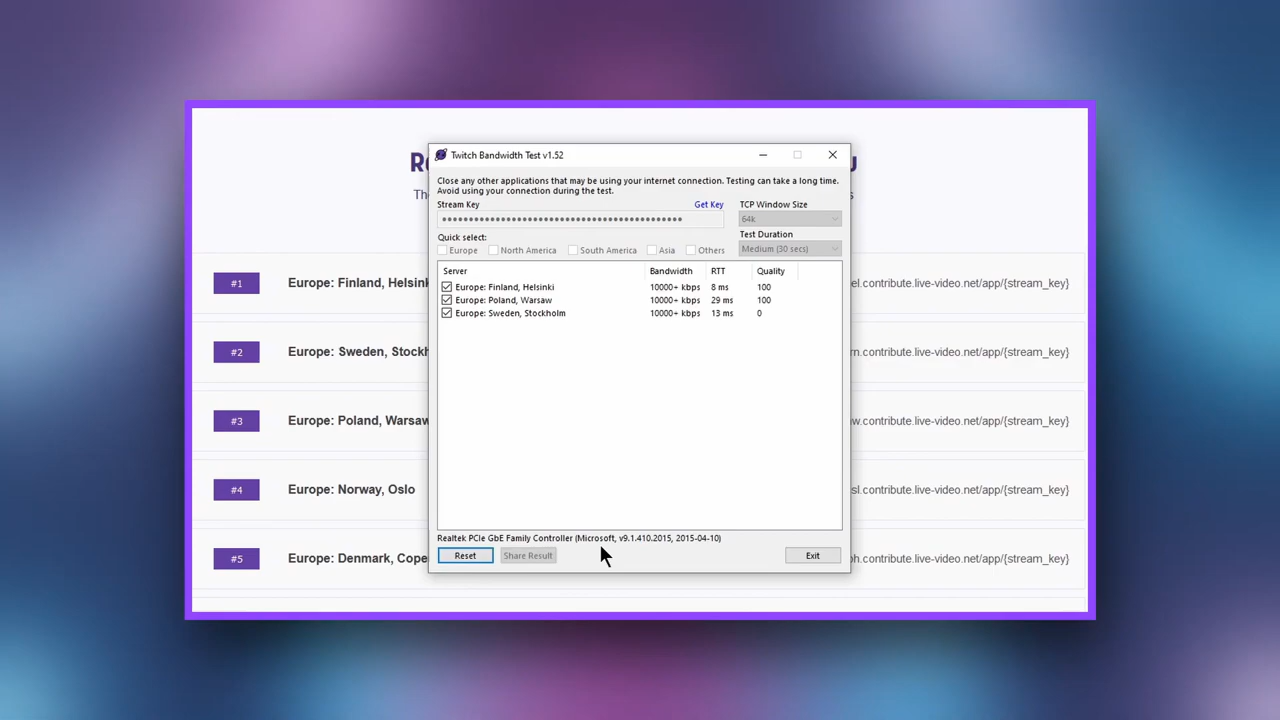 Twitch Bandwidth Test v1.52
Close any other applications that may be using your internet connection. Testing can take a long time.
Avoid using your connection during the test.
Stream Key Get Key TCP Window Size
•••••••••••••••••••••••••••••••••••••••••••••••• 64k
Quick select: Test Duration
Europe North America South America Asia Others Medium (30 secs)
Server Bandwidth RTT Quality
Europe: Finland, Helsinki 10000+ kbps 8 ms 100
Europe: Poland, Warsaw 10000+ kbps 29 ms 100
Europe: Sweden, Stockholm 10000+ kbps 13 ms 0
Realtek PCIe GbE Family Controller (Microsoft, v9.1.410.2015, 2015-04-10)
Reset Share Result Exit
#1 Europe: Finland, Helsink el.contribute.live-video.net/app/{stream_key}
#2 Europe: Sweden, Stock .contribute.live-video.net/app/{stream_key}
#3 Europe: Poland, Warsaw .contribute.live-video.net/app/{stream_key}
#4 Europe: Norway, Oslo sl.contribute.live-video.net/app/{stream_key}
#5 Europe: Denmark, Cope ph.contribute.live-video.net/app/{stream_key}